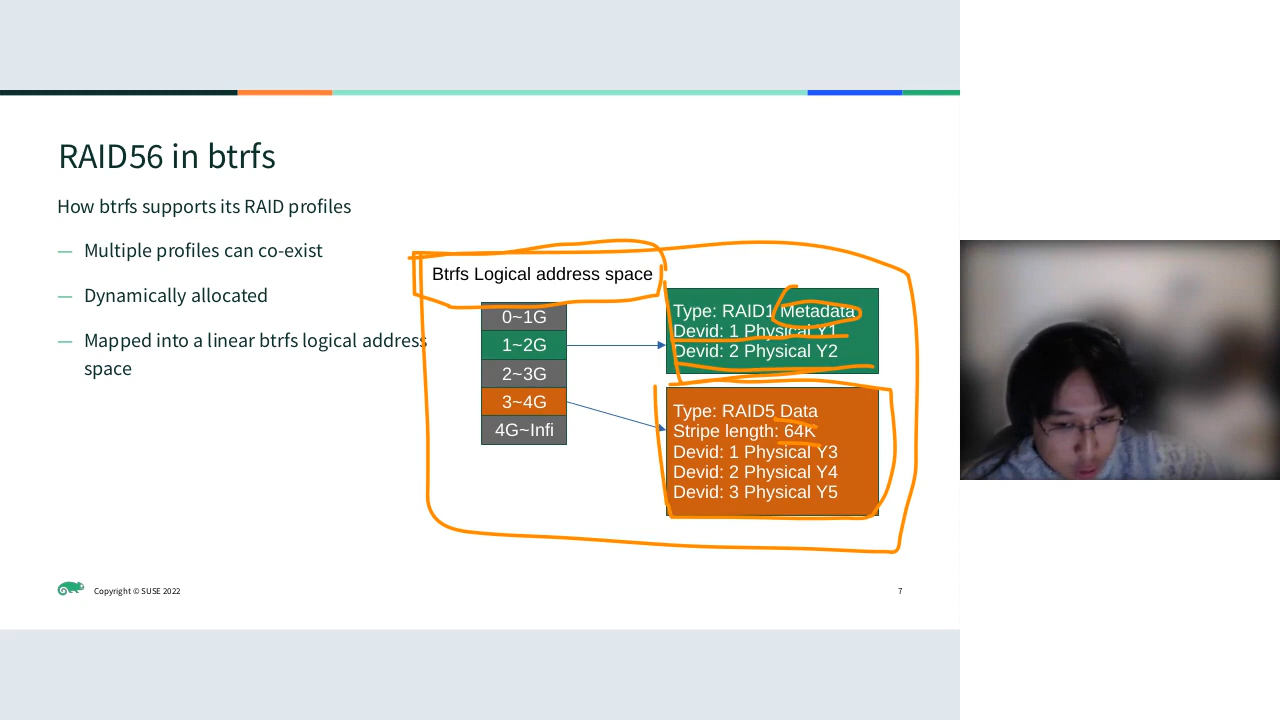 RAID56 in btrfs
How btrfs supports its RAID profiles
— Multiple profiles can co-exist
— Dynamically allocated
— Mapped into a linear btrfs logical address
space
Btrfs Logical address space
0~1G
1~2G
2~3G
3~4G
4G~Infi
Type: RAID1 Metadata
Devid: 1 Physical Y1
Devid: 2 Physical Y2
Type: RAID5 Data
Stripe length: 64K
Devid: 1 Physical Y3
Devid: 2 Physical Y4
Devid: 3 Physical Y5
Copyright © SUSE 2022
7